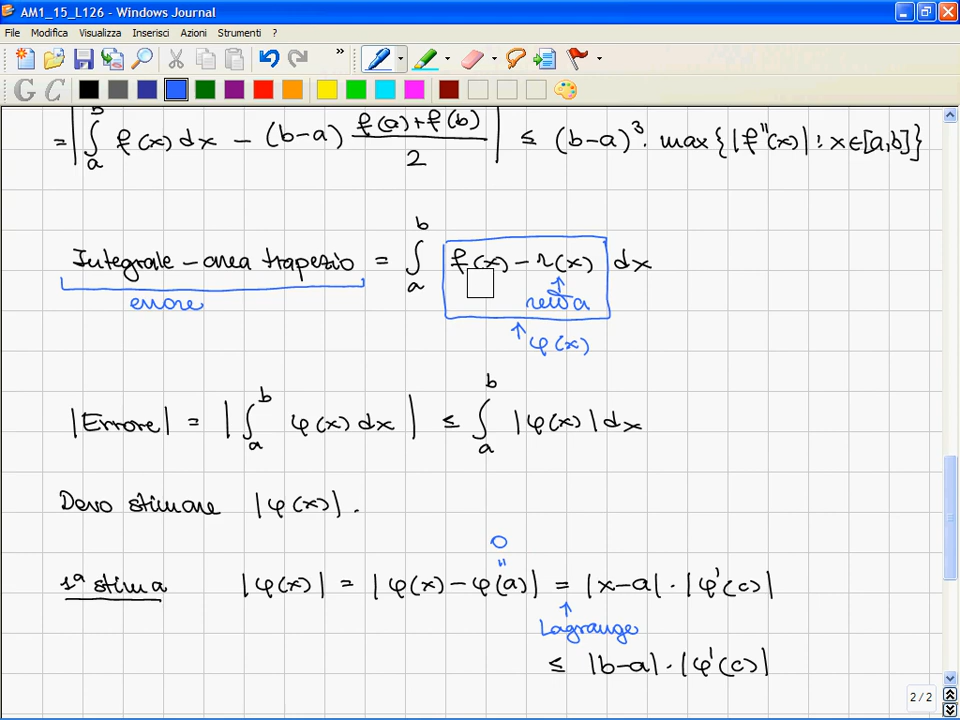 AM1_15_L126 - Windows Journal
File Modifica Visualizza Inserisci Azioni Strumenti ?
= | ∫_a^b f(x) dx - (b-a) (f(a)+f(b))/2 | ≤ (b-a)^3 · max { |f''(x)| : x∈[a,b] }
Integrale - area trapezio = ∫_a^b f(x) - r(x) dx
errore
retta
↑ φ(x)
|Errore| = | ∫_a^b φ(x) dx | ≤ ∫_a^b |φ(x)| dx
Devo stimare |φ(x)|.
0
"
1ª stima |φ(x)| = |φ(x) - φ(a)| = |x-a| · |φ'(c)|
↑
Lagrange
≤ |b-a| · |φ'(c)|
2 / 2